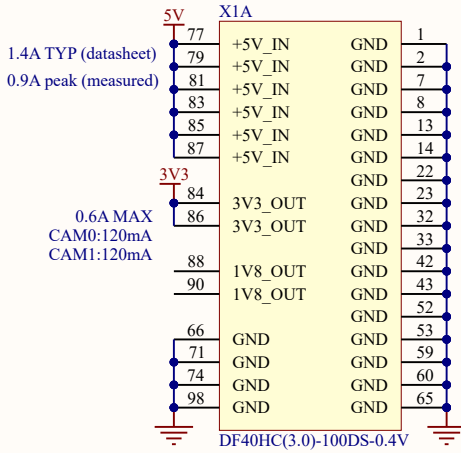 5V X1A
77 +5V_IN GND 1
1.4A TYP (datasheet) 79 +5V_IN GND 2
0.9A peak (measured) 81 +5V_IN GND 7
83 +5V_IN GND 8
85 +5V_IN GND 13
87 +5V_IN GND 14
3V3 GND 22
84 3V3_OUT GND 23
0.6A MAX 86 3V3_OUT GND 32
CAM0:120mA GND 33
CAM1:120mA 88 1V8_OUT GND 42
90 1V8_OUT GND 43
GND 52
66 GND GND 53
71 GND GND 59
74 GND GND 60
98 GND GND 65
DF40HC(3.0)-100DS-0.4V